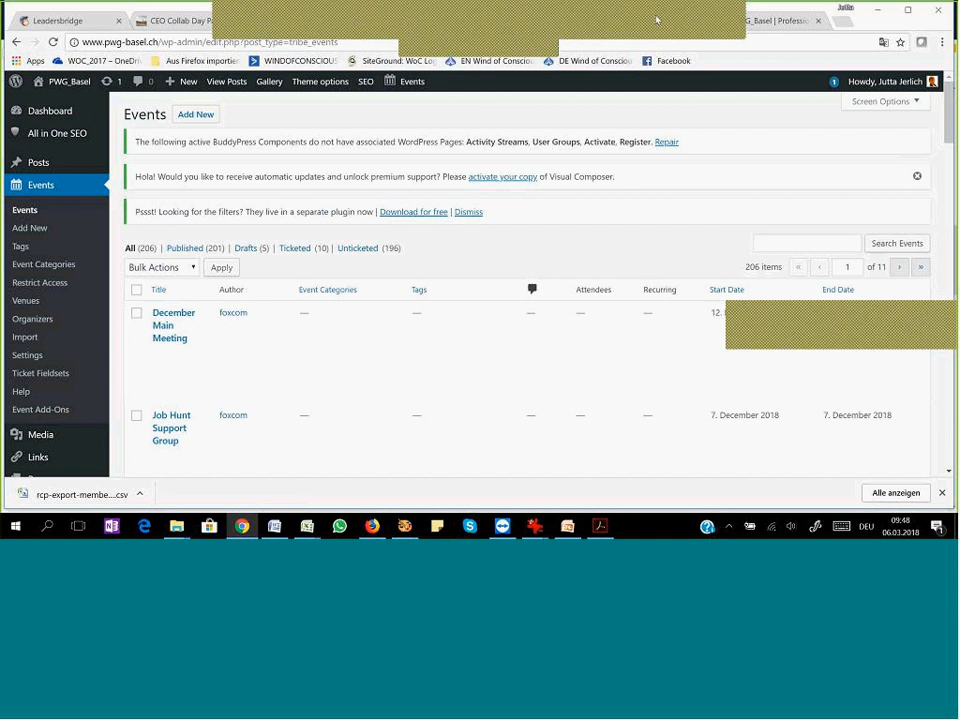 Jutta
Leadersbridge
CEO Collab Day Pa
G_Basel | Professio
www.pwg-basel.ch/wp-admin/edit.php?post_type=tribe_events
Apps WOC_2017 – OneDriv Aus Firefox importier WINDOFCONSCIOUS SiteGround: WoC Log EN Wind of Consciou DE Wind of Consciou Facebook
PWG_Basel 1 0 New View Posts Gallery Theme options SEO Events 1 Howdy, Jutta Jerlich
Screen Options
Dashboard
All in One SEO
Posts
Events
Events
Add New
Tags
Event Categories
Restrict Access
Venues
Organizers
Import
Settings
Ticket Fieldsets
Help
Event Add-Ons
Media
Links
Events Add New
The following active BuddyPress Components do not have associated WordPress Pages: Activity Streams, User Groups, Activate, Register. Repair
Hola! Would you like to receive automatic updates and unlock premium support? Please activate your copy of Visual Composer.
Pssst! Looking for the filters? They live in a separate plugin now | Download for free | Dismiss
All (206) | Published (201) | Drafts (5) | Ticketed (10) | Unticketed (196)
Search Events
Bulk Actions Apply 206 items « ‹ 1 of 11 › »
Title Author Event Categories Tags Attendees Recurring Start Date End Date
December Main Meeting foxcom — — — — — 12.
Job Hunt Support Group foxcom — — — — — 7. December 2018 7. December 2018
rcp-export-membe....csv
Alle anzeigen
DEU
09:48
06.03.2018
1